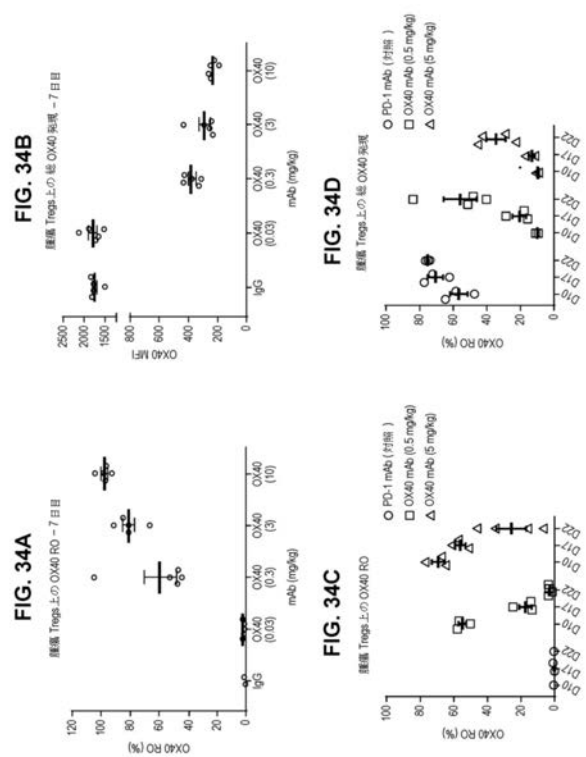 FIG. 34A
腫瘍 Tregs上の OX40 RO – 7 日目
OX40 RO (%)
120
100
80
60
40
20
0
IgG
OX40 (0.03)
OX40 (0.3)
OX40 (3)
OX40 (10)
mAb (mg/kg)
FIG. 34B
腫瘍 Tregs上の 総 OX40 発現 – 7 日目
OX40 MFI
2500
2000
1500
800
600
400
200
0
IgG
OX40 (0.03)
OX40 (0.3)
OX40 (3)
OX40 (10)
mAb (mg/kg)
FIG. 34C
腫瘍 Tregs上の OX40 RO
OX40 RO (%)
100
80
60
40
20
0
D10
D17
D22
D10
D17
D22
D10
D17
D22
PD-1 mAb (対照)
OX40 mAb (0.5 mg/kg)
OX40 mAb (5 mg/kg)
FIG. 34D
腫瘍 Tregs上の 総 OX40 発現
OX40 RO (%)
100
80
60
40
20
0
D10
D17
D22
D10
D17
D22
D10
D17
D22
PD-1 mAb (対照)
OX40 mAb (0.5 mg/kg)
OX40 mAb (5 mg/kg)